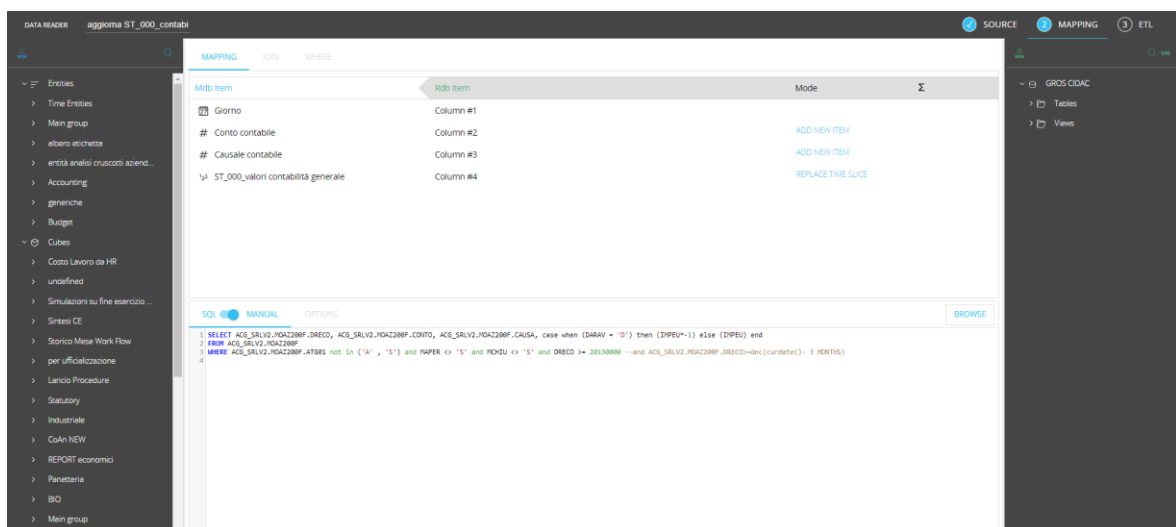 DATA READER aggiorna ST_000_contabi SOURCE 2 MAPPING 3 ETL
MAPPING JOIN WHERE
Entities
Time Entities
Main group
albero etichetta
entità analisi cruscotti aziend...
Accounting
generiche
Budget
Cubes
Costo Lavoro da HR
undefined
Simulazioni su fine esercizio ...
Sintesi CE
Storico Mese Work Flow
per ufficializzazione
Lancio Procedure
Statutory
Industriale
CoAn NEW
REPORT economici
Panetteria
BIO
Main group
Mdb Item Rdb Item Mode Σ
Giorno Column #1
# Conto contabile Column #2 ADD NEW ITEM
# Causale contabile Column #3 ADD NEW ITEM
ST_000_valori contabilità generale Column #4 REPLACE TIME SLICE
SQL MANUAL OPTIONS BROWSE
1 SELECT ACG_SRLV2.MOAZ200F.DRECO, ACG_SRLV2.MOAZ200F.CONTO, ACG_SRLV2.MOAZ200F.CAUSA, case when (DARAV = 'D') then (IMPEU*-1) else (IMPEU) end
2 FROM ACG_SRLV2.MOAZ200F
3 WHERE ACG_SRLV2.MOAZ200F.ATG01 not in ('A' , 'S') and MAPER <> 'S' and MCHIU <> 'S' and DRECO >= 20130000 --and ACG_SRLV2.MOAZ200F.DRECO>=dec(curdate()- 3 MONTHS)
4
GROS CIDAC
Tables
Views